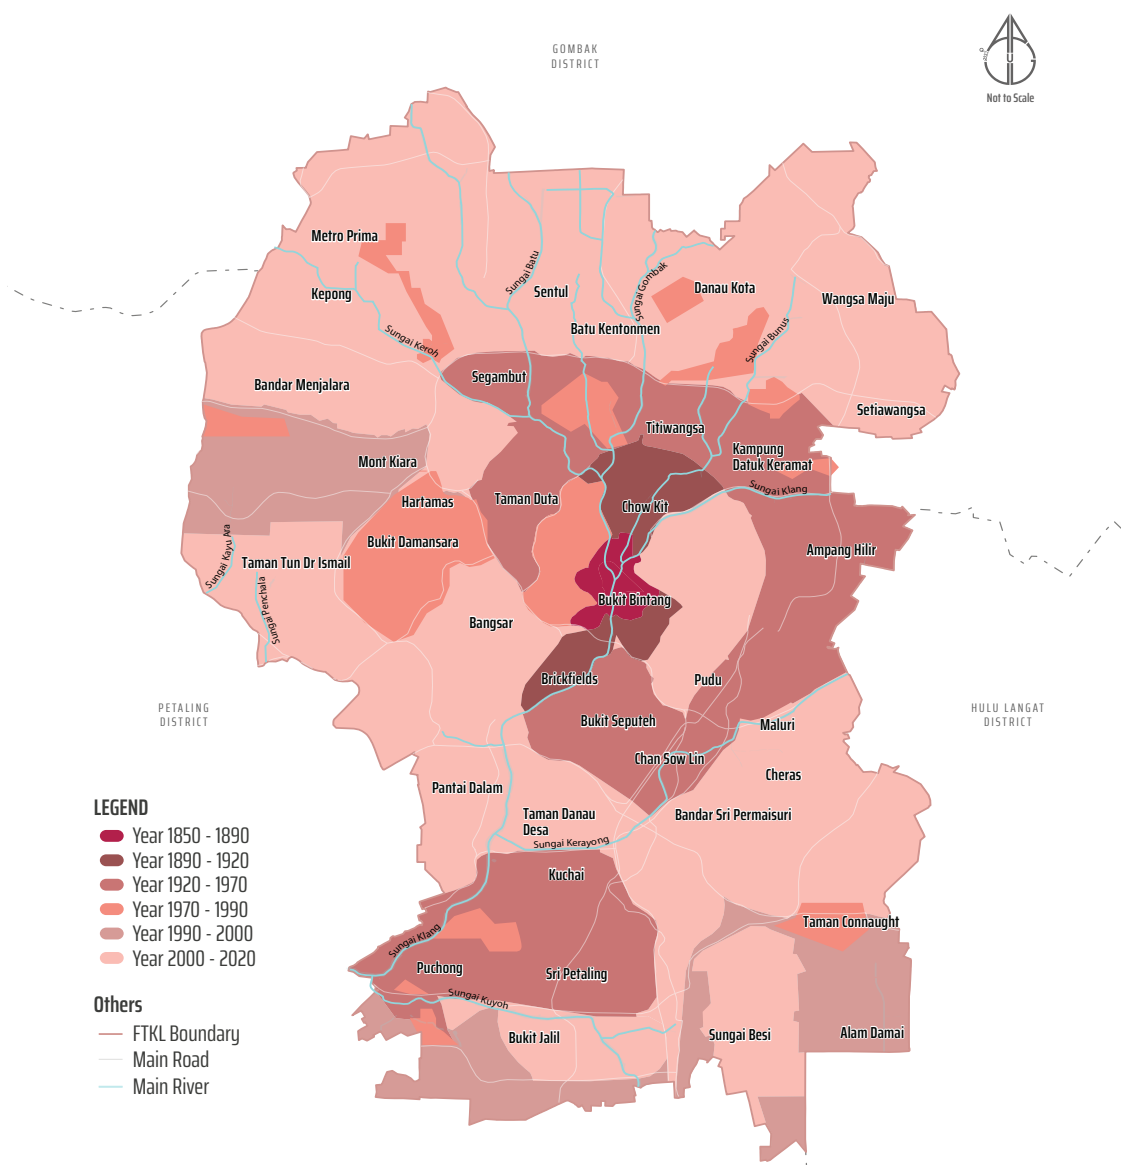 GOMBAK
DISTRICT
Not to Scale
Metro Prima
Kepong
Sungai Batu
Sentul
Sungai Gombak
Danau Kota
Wangsa Maju
Batu Kentonmen
Sungai Keroh
Sungai Bunus
Bandar Menjalara
Segambut
Setiawangsa
Titiwangsa
Kampung
Datuk Keramat
Mont Kiara
Sungai Klang
Hartamas
Taman Duta
Chow Kit
Bukit Damansara
Ampang Hilir
Sungai Kayu Ara
Taman Tun Dr Ismail
Sungai Penchala
Bukit Bintang
Bangsar
Brickfields
Pudu
PETALING
DISTRICT
HULU LANGAT
DISTRICT
Bukit Seputeh
Maluri
Chan Sow Lin
Cheras
Pantai Dalam
Taman Danau
Desa
Bandar Sri Permaisuri
Sungai Kerayong
Kuchai
Taman Connaught
Sungai Klang
Puchong
Sri Petaling
Sungai Kuyoh
Bukit Jalil
Sungai Besi
Alam Damai
LEGEND
Year 1850 - 1890
Year 1890 - 1920
Year 1920 - 1970
Year 1970 - 1990
Year 1990 - 2000
Year 2000 - 2020
Others
FTKL Boundary
Main Road
Main River